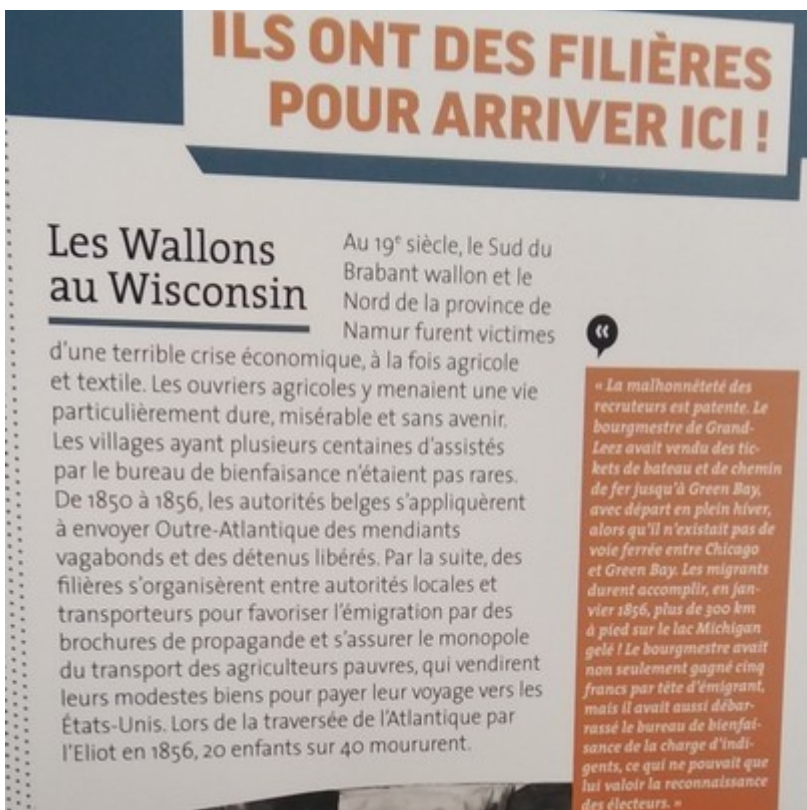 ILS ONT DES FILIÈRES
POUR ARRIVER ICI !
Les Wallons
au Wisconsin
Au 19e siècle, le Sud du
Brabant wallon et le
Nord de la province de
Namur furent victimes
d'une terrible crise économique, à la fois agricole
et textile. Les ouvriers agricoles y menaient une vie
particulièrement dure, misérable et sans avenir.
Les villages ayant plusieurs centaines d'assistés
par le bureau de bienfaisance n'étaient pas rares.
De 1850 à 1856, les autorités belges s'appliquèrent
à envoyer Outre-Atlantique des mendiants
vagabonds et des détenus libérés. Par la suite, des
filières s'organisèrent entre autorités locales et
transporteurs pour favoriser l'émigration par des
brochures de propagande et s'assurer le monopole
du transport des agriculteurs pauvres, qui vendirent
leurs modestes biens pour payer leur voyage vers les
États-Unis. Lors de la traversée de l'Atlantique par
l'Eliot en 1856, 20 enfants sur 40 moururent.
«
« La malhonnêteté des
recruteurs est patente. Le
bourgmestre de Grand-
Leez avait vendu des tic-
kets de bateau et de chemin
de fer jusqu'à Green Bay,
avec départ en plein hiver,
alors qu'il n'existait pas de
voie ferrée entre Chicago
et Green Bay. Les migrants
durent accomplir, en jan-
vier 1856, plus de 300 km
à pied sur le lac Michigan
gelé ! Le bourgmestre avait
non seulement gagné cinq
francs par tête d'émigrant,
mais il avait aussi débar-
rassé le bureau de bienfai-
sance de la charge d'indi-
gents, ce qui ne pouvait que
lui valoir la reconnaissance
des électeurs. »